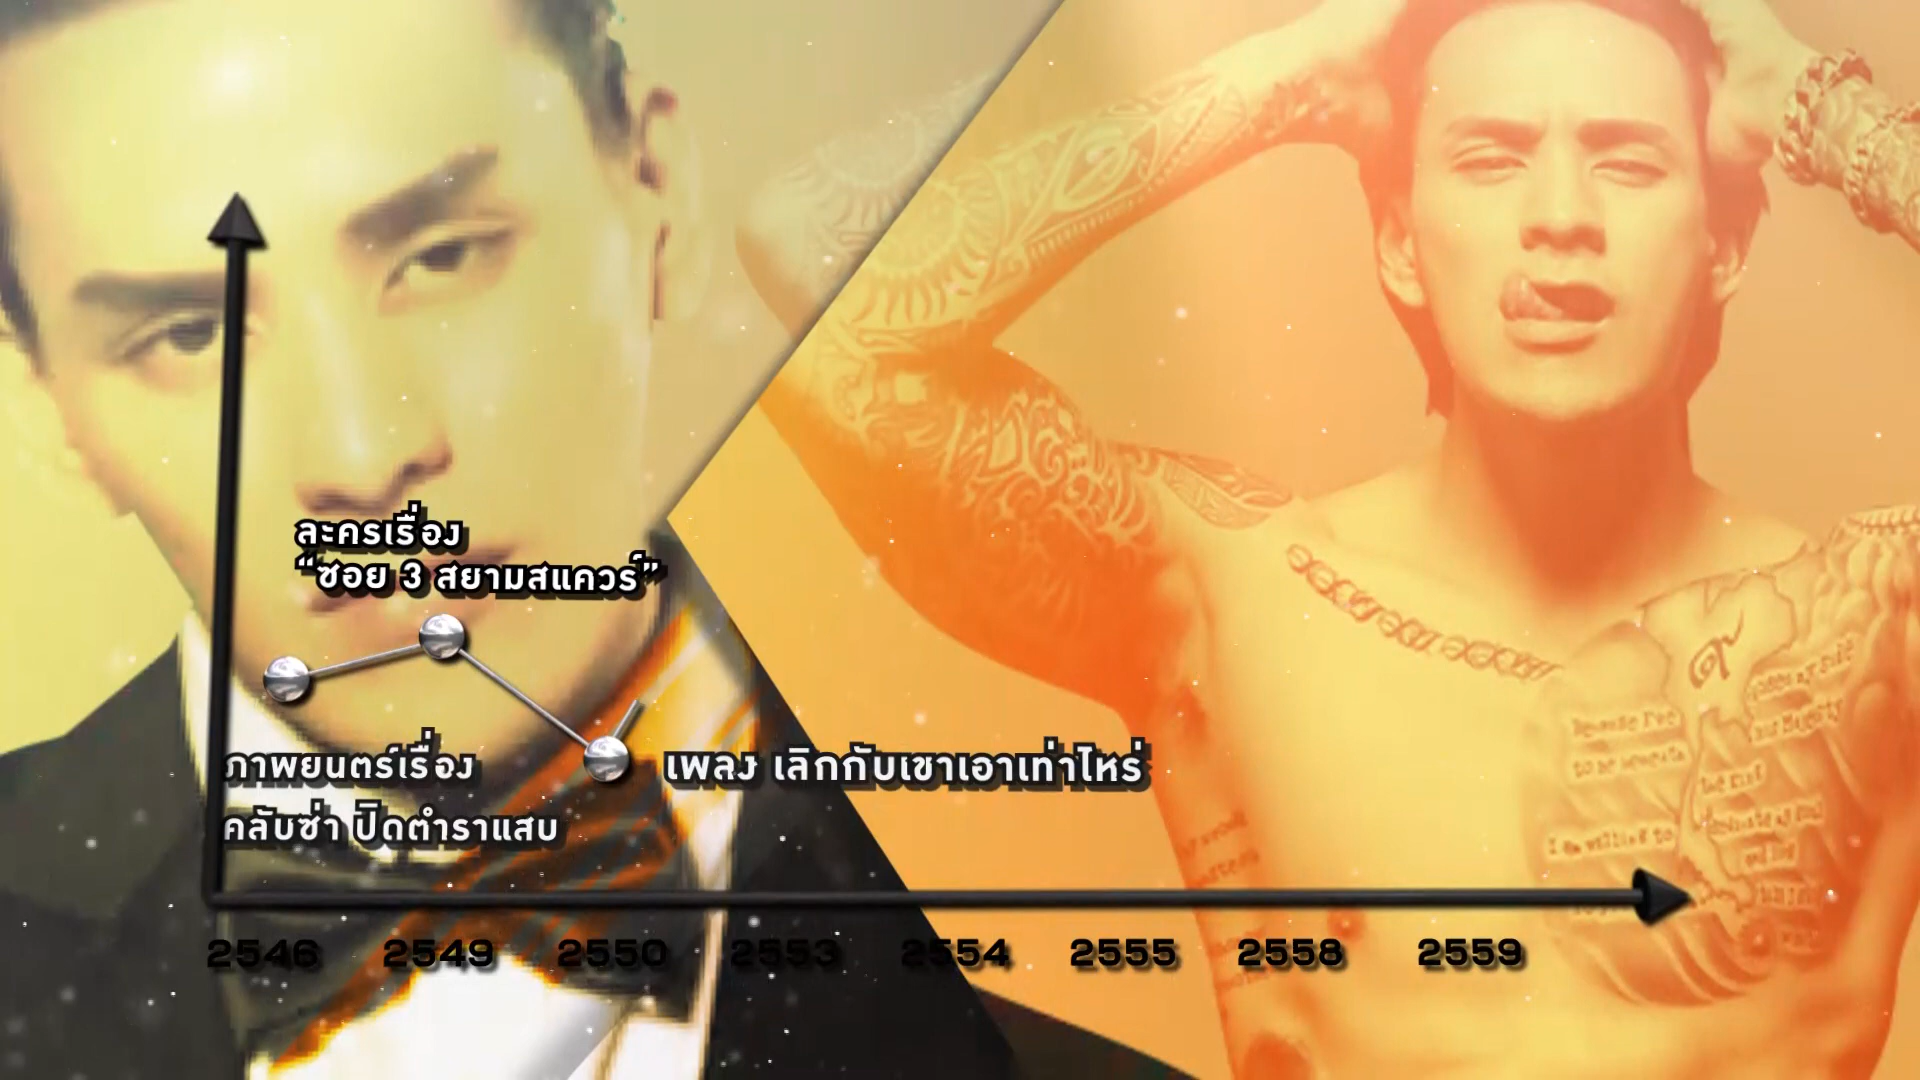 ละครเรื่อง
“ซอย 3 สยามสแควร์”
ภาพยนตร์เรื่อง
คลับซ่า ปิดตำราแสบ
เพลง เลิกกับเขาเอาเท่าไหร่
2546 2549 2550 2553 2554 2555 2558 2559